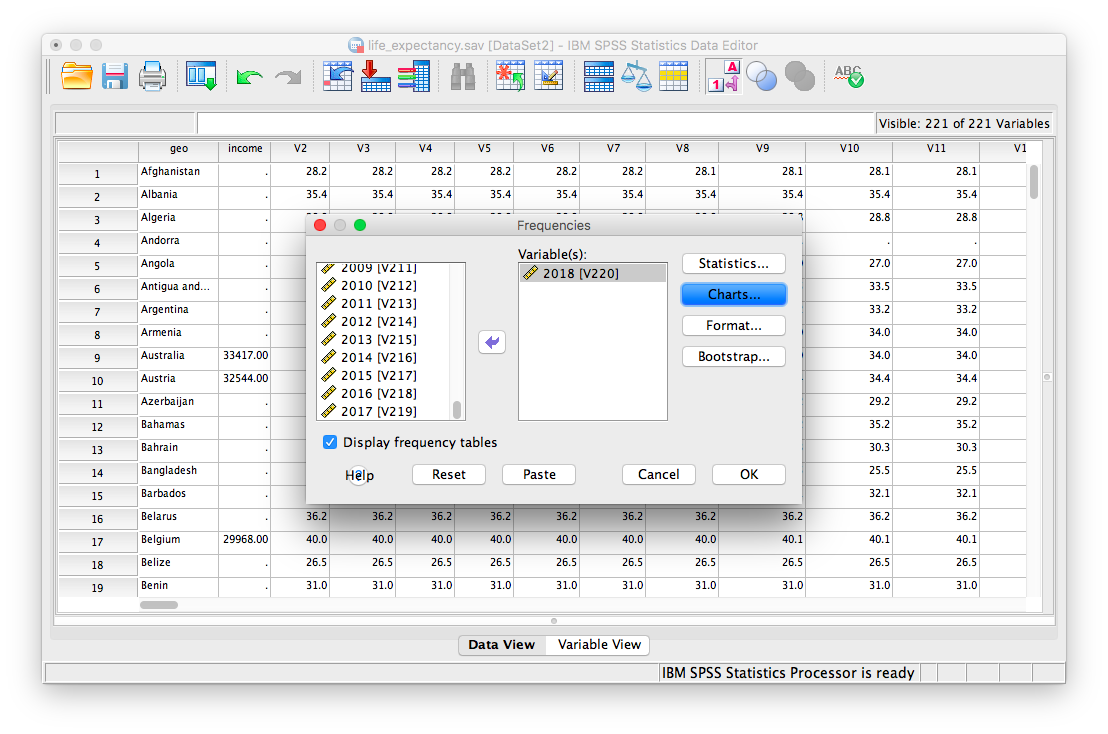 life_expectancy.sav [DataSet2] - IBM SPSS Statistics Data Editor
A
1
ABC
Visible: 221 of 221 Variables
geo income V2 V3 V4 V5 V6 V7 V8 V9 V10 V11 V1
1 Afghanistan . 28.2 28.2 28.2 28.2 28.2 28.2 28.1 28.1 28.1 28.1
2 Albania . 35.4 35.4 35.4 35.4 35.4 35.4 35.4 35.4 35.4 35.4
3 Algeria . 28.8 28.8
4 Andorra . . .
5 Angola . 27.0 27.0
6 Antigua and... . 33.5 33.5
7 Argentina . 33.2 33.2
8 Armenia . 34.0 34.0
9 Australia 33417.00 34.0 34.0
10 Austria 32544.00 34.4 34.4
11 Azerbaijan . 29.2 29.2
12 Bahamas . 35.2 35.2
13 Bahrain . 30.3 30.3
14 Bangladesh . 25.5 25.5
15 Barbados . 32.1 32.1
16 Belarus . 36.2 36.2 36.2 36.2 36.2 36.2 36.2 36.2 36.2 36.2
17 Belgium 29968.00 40.0 40.0 40.0 40.0 40.0 40.0 40.0 40.1 40.1 40.1
18 Belize . 26.5 26.5 26.5 26.5 26.5 26.5 26.5 26.5 26.5 26.5
19 Benin . 31.0 31.0 31.0 31.0 31.0 31.0 31.0 31.0 31.0 31.0
Frequencies
2009 [V211]
2010 [V212]
2011 [V213]
2012 [V214]
2013 [V215]
2014 [V216]
2015 [V217]
2016 [V218]
2017 [V219]
Variable(s):
2018 [V220]
Statistics...
Charts...
Format...
Bootstrap...
Display frequency tables
Help Reset Paste Cancel OK
Data View Variable View
IBM SPSS Statistics Processor is ready